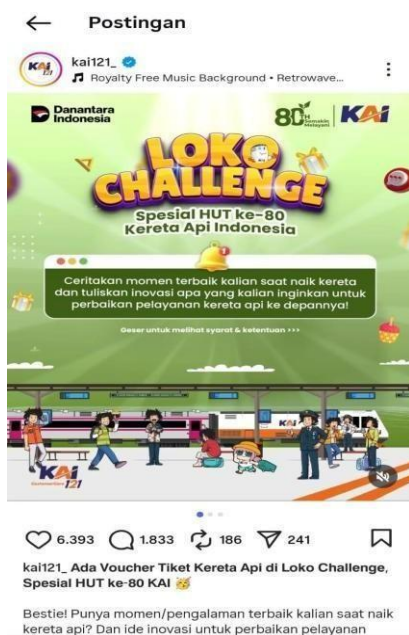 Postingan
kai121_
Royalty Free Music Background • Retrowave...
Danantara
Indonesia
80
Semakin
Melayani
KAI
LOKO
CHALLENGE
Spesial HUT ke-80
Kereta Api Indonesia
1
Ceritakan momen terbaik kalian saat naik kereta
dan tuliskan inovasi apa yang kalian inginkan untuk
perbaikan pelayanan kereta api ke depannya!
Geser untuk melihat syarat & ketentuan >>>
KAI
KAI
121
6.393 1.833 186 241
kai121_ Ada Voucher Tiket Kereta Api di Loko Challenge,
Spesial HUT ke-80 KAI 🥳
Bestie! Punya momen/pengalaman terbaik kalian saat naik
kereta api? Dan ide inovasi untuk perbaikan pelayanan